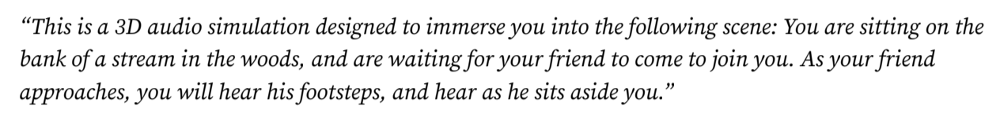 “This is a 3D audio simulation designed to immerse you into the following scene: You are sitting on the
bank of a stream in the woods, and are waiting for your friend to come to join you. As your friend
approaches, you will hear his footsteps, and hear as he sits aside you.”